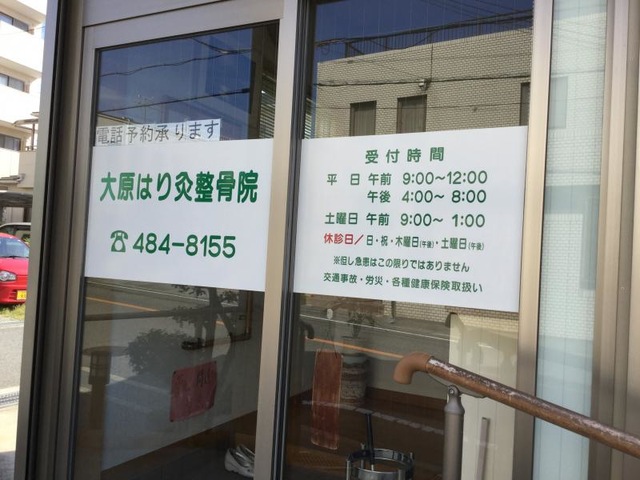 電話予約承ります
大原はり灸整骨院
☎484-8155
受付時間
平日 午前 9:00～12:00
午後 4:00～8:00
土曜日 午前 9:00～1:00
休診日/日・祝・木曜日(午後)・土曜日(午後)
※但し急患はこの限りではありません
交通事故・労災・各種健康保険取扱い